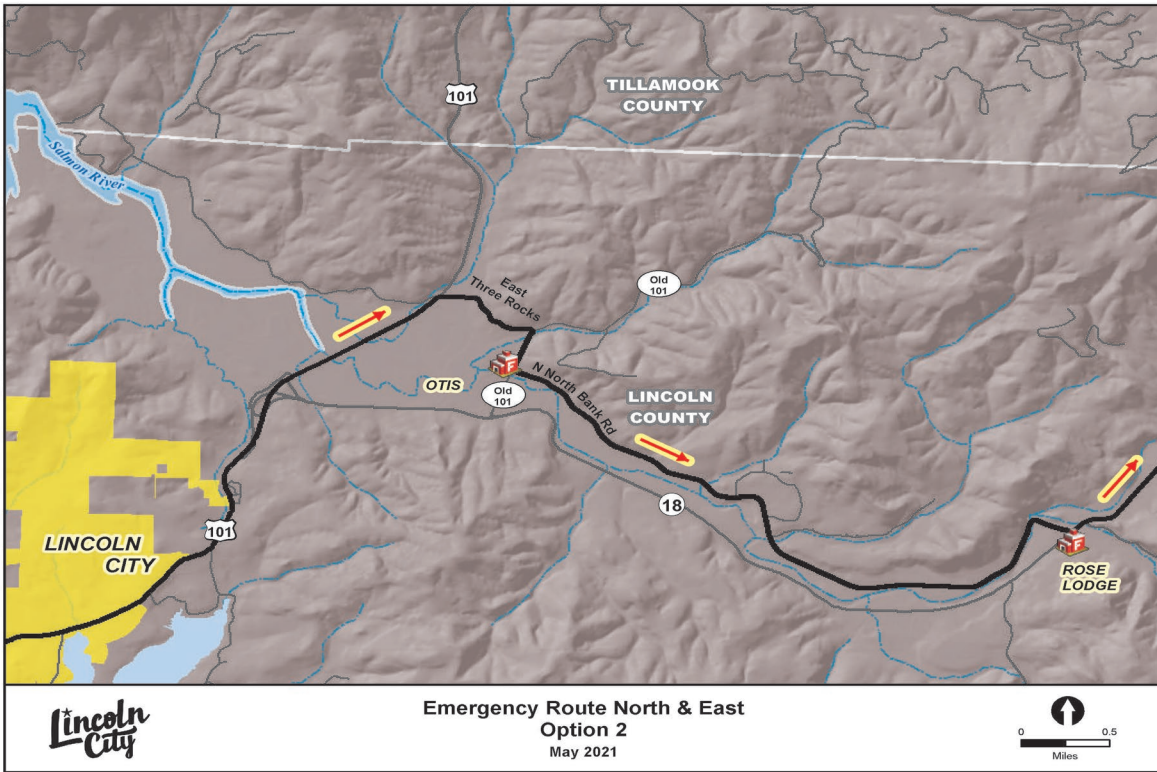 101
TILLAMOOK
COUNTY
Salmon River
East
Three Rocks
Old
101
F
OTIS
Old
101
N North Bank Rd
LINCOLN
COUNTY
18
101
LINCOLN
CITY
F
ROSE
LODGE
Lincoln
City
Emergency Route North & East
Option 2
May 2021
0
0.5
Miles